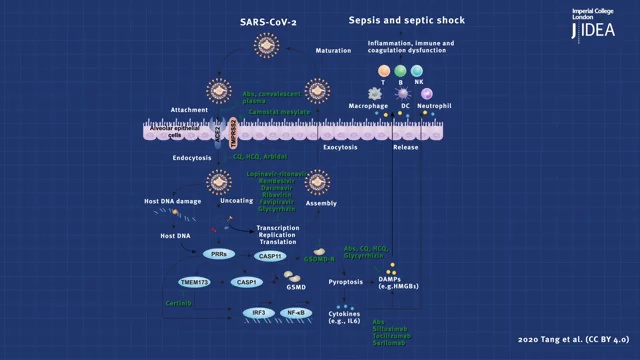 SARS-CoV-2
Sepsis and septic shock
Imperial College
London
J IDEA
Maturation
Inflammation, immune and
coagulation dysfunction
T
B
NK
Abs, convalescent
plasma
Macrophage
DC
Neutrophil
Attachment
Camostat mesylate
Alveolar epithelial
cells
ACE2
TMPRSS2
Exocytosis
Release
Endocytosis
CQ, HCQ, Arbidol
Lopinavir-ritonavir
Remdesivir
Darunavir
Ribavirin
Favipiravir
Glycyrrhizin
Host DNA damage
Uncoating
Assembly
Transcription
Replication
Translation
Host DNA
PRRs
CASP11
GSDMD-N
Abs, CQ, HCQ,
Glycyrrhizin
TMEM173
CASP1
GSMD
Pyroptosis
DAMPs
(e.g.HMGB1)
IRF3
NF-κB
Cytokines
(e.g., IL6)
Abs
Siltuximab
Tocilizumab
Sarilumab
2020 Tang et al. (CC BY 4.0)